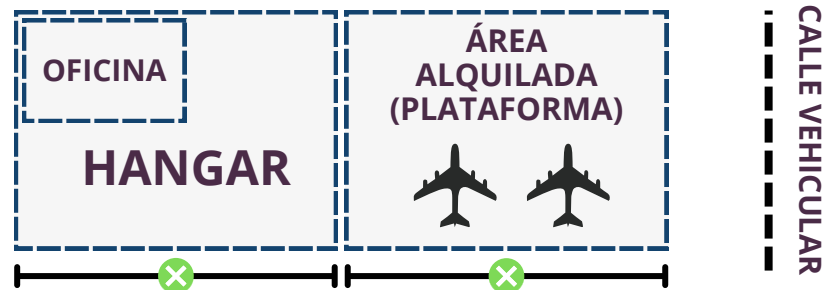 OFICINA
HANGAR
ÁREA
ALQUILADA
(PLATAFORMA)
CALLE VEHICULAR